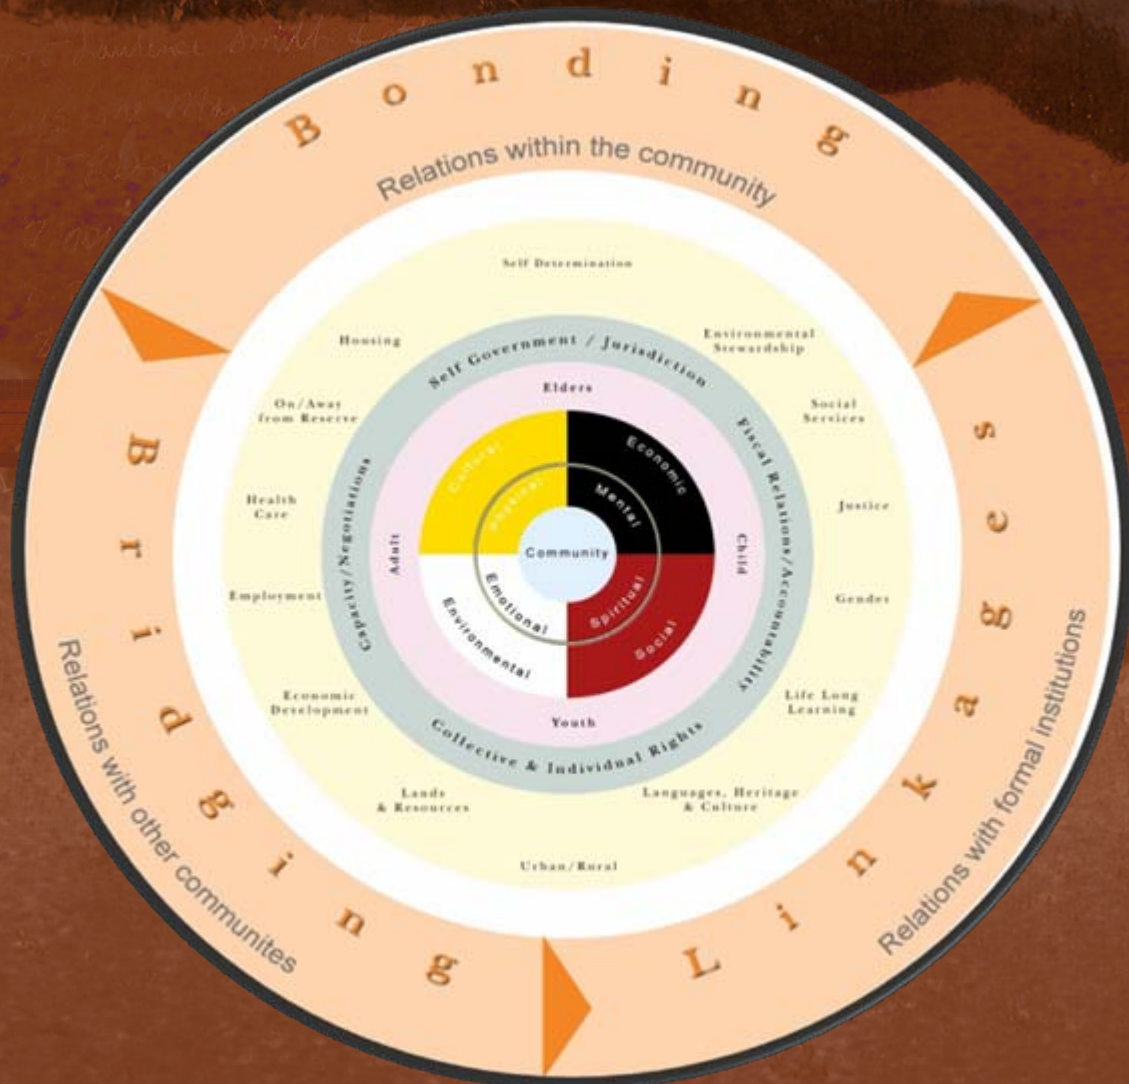 Bonding
Relations within the community
Bridging
Relations with other communites
Linkages
Relations with formal institutions
Self Determination
Environmental
Stewardship
Social
Services
Justice
Gender
Life Long
Learning
Languages, Heritage
& Culture
Urban/Rural
Lands
& Resources
Economic
Development
Employment
Health
Care
On/Away
from Reserve
Housing
Self Government / Jurisdiction
Fiscal Relations/Accountability
Collective & Individual Rights
Capacity/Negotiations
Elders
Child
Youth
Adult
Cultural
Economic
Social
Environmental
Physical
Mental
Spiritual
Emotional
Community